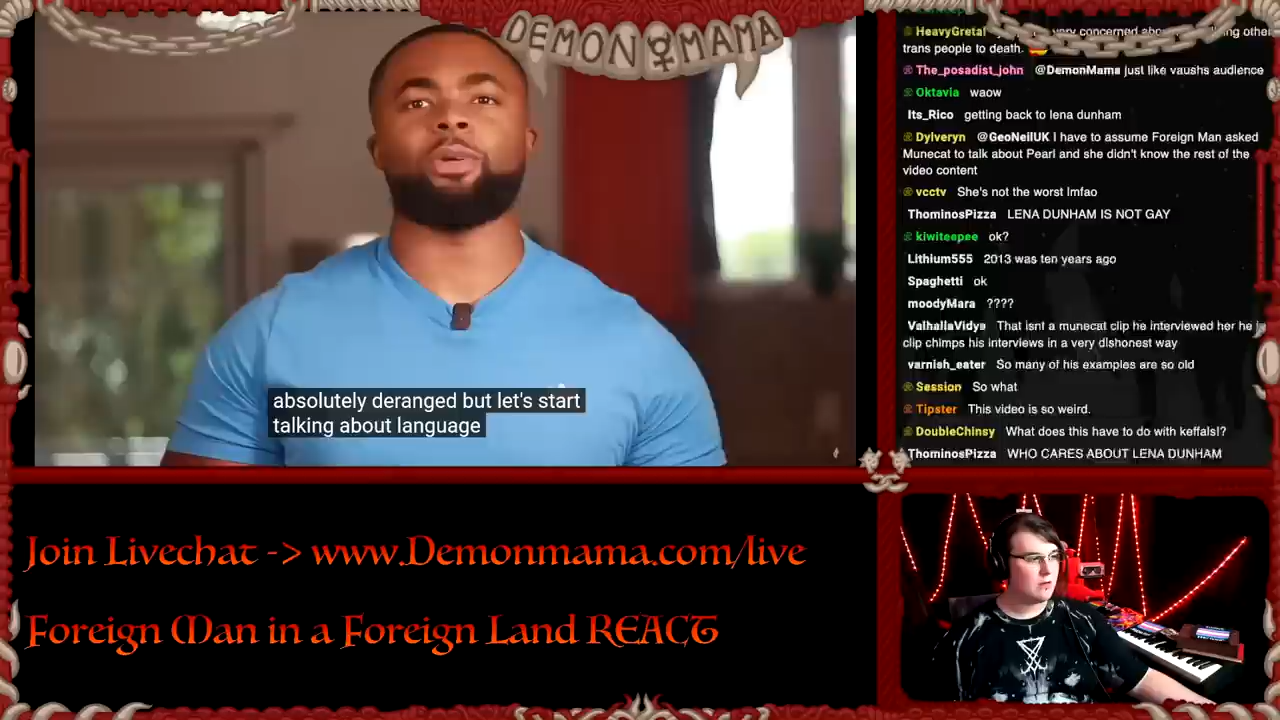 DEMON MAMA
HeavyGreta!
trans people to death.
The_posadist_john @DemonMama just like vaushs audience
Oktavia waow
Its_Rico getting back to lena dunham
Dylveryn @GeoNeilUK I have to assume Foreign Man asked
Munecat to talk about Pearl and she didn't know the rest of the
video content
vcctv She's not the worst lmfao
ThominosPizza LENA DUNHAM IS NOT GAY
kiwiteepee ok?
Lithium555 2013 was ten years ago
Spaghetti ok
moodyMara ????
ValhallaVidya That isnt a munecat clip he interviewed her he
clip chimps his interviews in a very dishonest way
varnish_eater So many of his examples are so old
Session So what
Tipster This video is so weird.
DoubleChinsy What does this have to do with keffals!?
ThominosPizza WHO CARES ABOUT LENA DUNHAM
absolutely deranged but let's start
talking about language
Join Livechat -> www.Demonmama.com/live
Foreign Man in a Foreign Land REACT